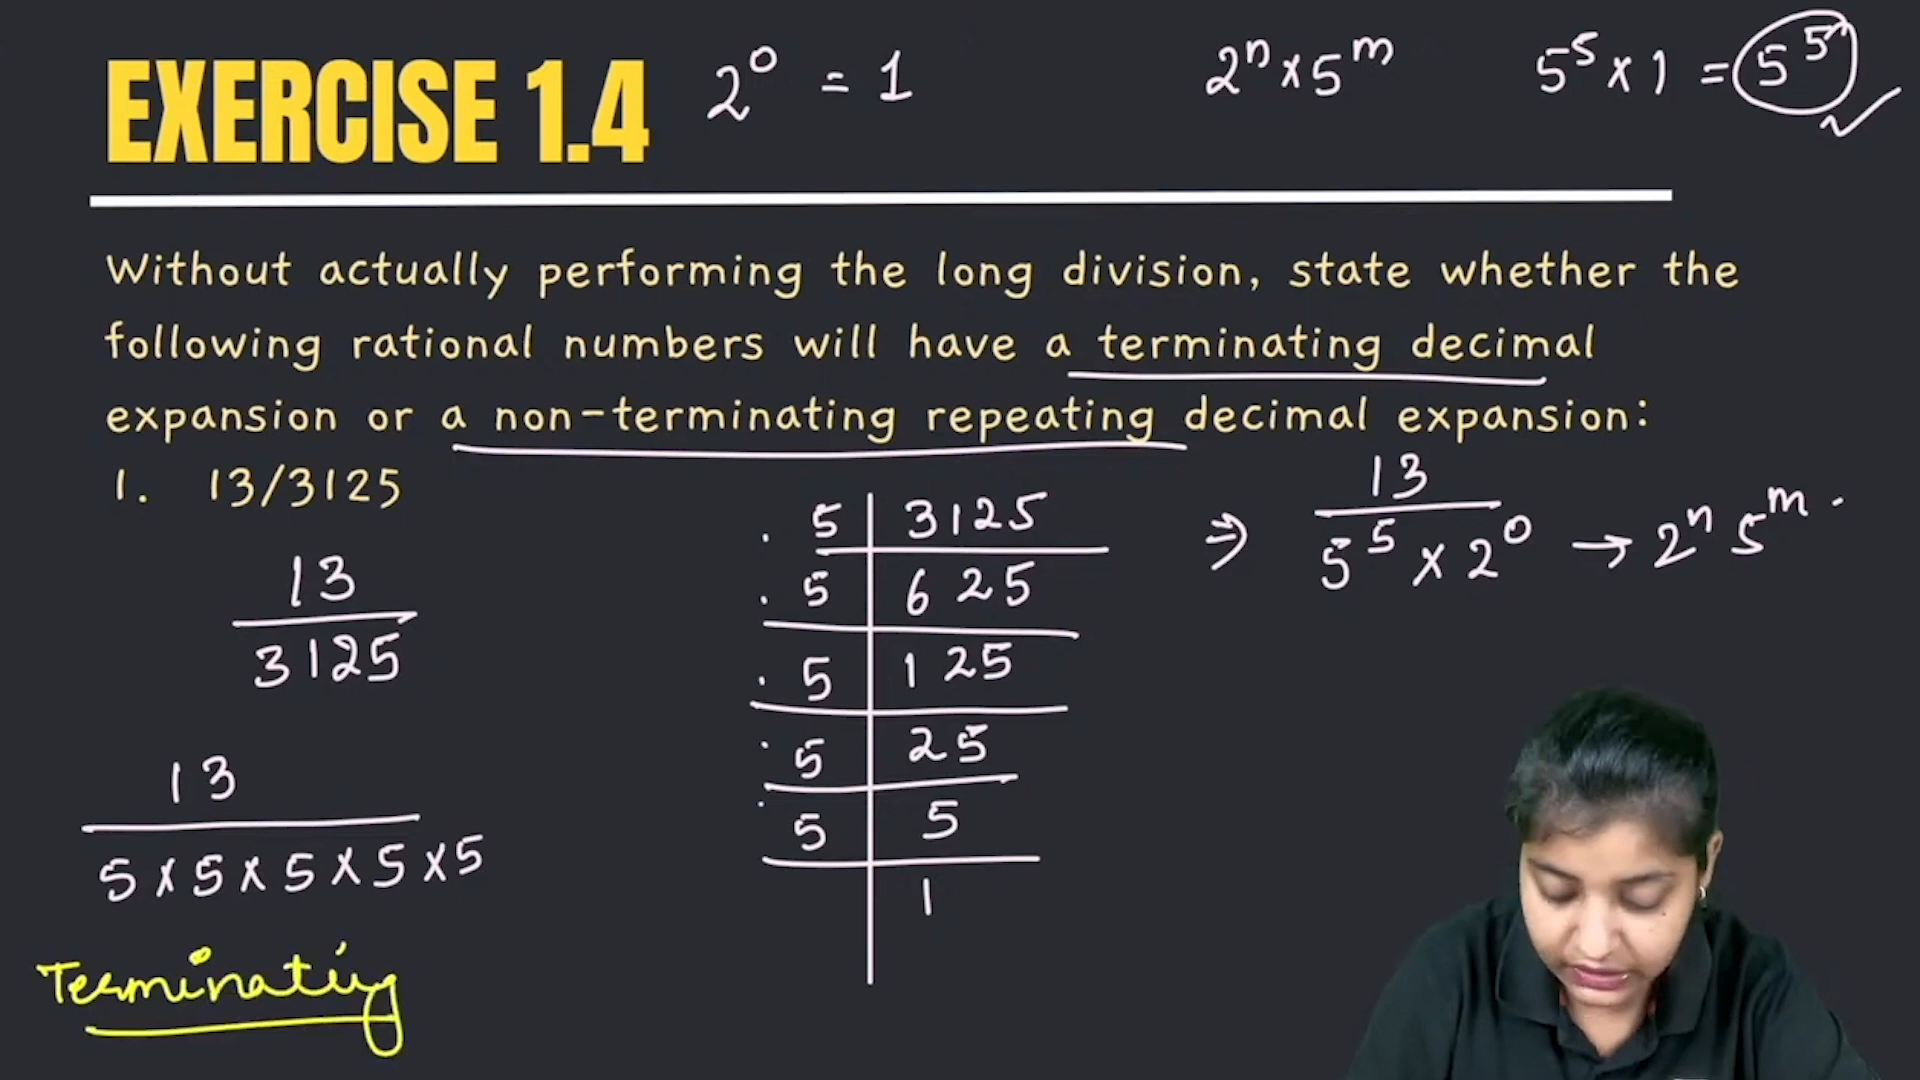 EXERCISE 1.4
2⁰ = 1
2ⁿ × 5ᵐ
5⁵ × 1 = 5⁵
Without actually performing the long division, state whether the
following rational numbers will have a terminating decimal
expansion or a non-terminating repeating decimal expansion:
1. 13/3125
13
3125
13
5 × 5 × 5 × 5 × 5
Terminating
5 | 3125
5 | 625
5 | 125
5 | 25
5 | 5
1
⇒ 13
5⁵ × 2⁰ → 2ⁿ 5ᵐ.